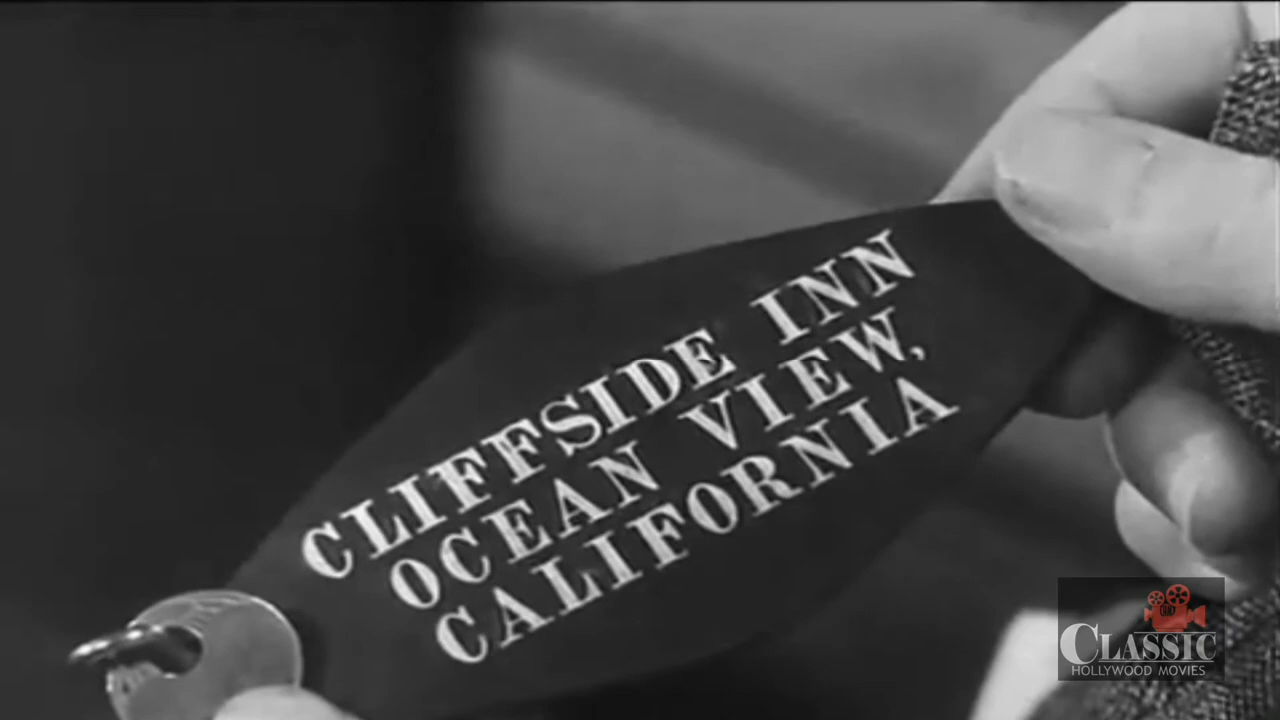 CLIFFSIDE INN
OCEAN VIEW,
CALIFORNIA
CLASSIC
HOLLYWOOD MOVIES